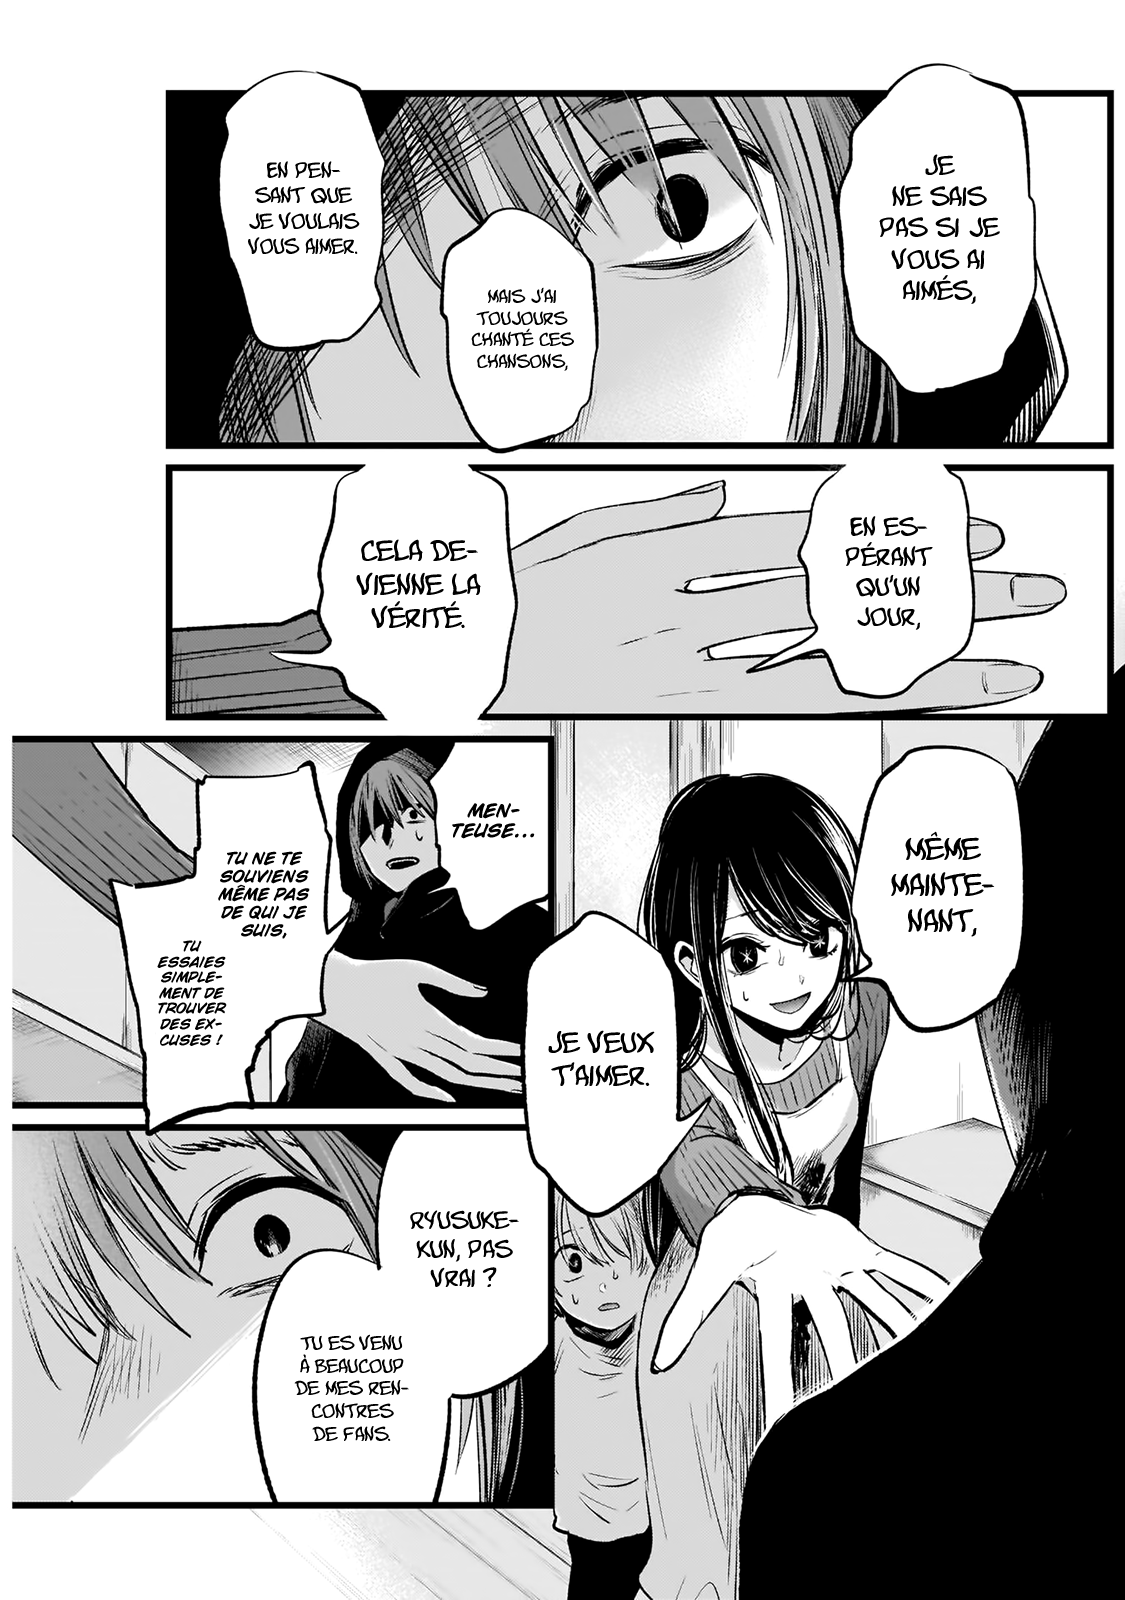 JE
NE SAIS
PAS SI JE
VOUS AI
AIMÉS,
MAIS J'AI
TOUJOURS
CHANTÉ CES
CHANSONS,
EN PEN-
SANT QUE
JE VOULAIS
VOUS AIMER.
EN ES-
PÉRANT
QU'UN
JOUR,
CELA DE-
VIENNE LA
VÉRITÉ.
MÊME
MAINTE-
NANT,
JE VEUX
T'AIMER.
MEN-
TEUSE...
TU NE TE
SOUVIENS
MÊME PAS
DE QUI JE
SUIS,
TU
ESSAIES
SIMPLE-
MENT DE
TROUVER
DES EX-
CUSES !
RYUSUKE-
KUN, PAS
VRAI ?
TU ES VENU
À BEAUCOUP
DE MES REN-
CONTRES
DE FANS.